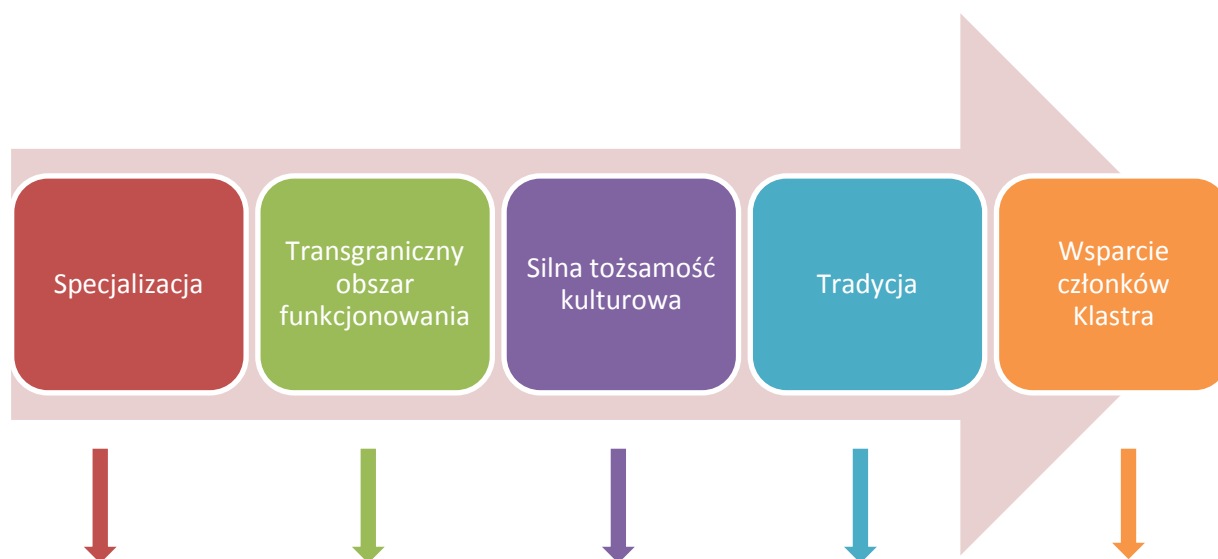 Specjalizacja
Transgraniczny
obszar
funkcjonowania
Silna tożsamość
kulturowa
Tradycja
Wsparcie
członków
Klastra